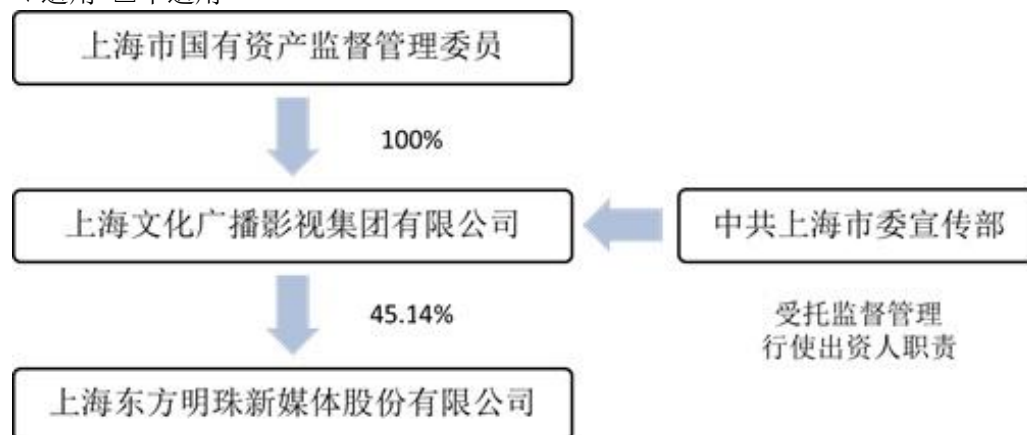 上海市国有资产监督管理委员
100%
上海文化广播影视集团有限公司
中共上海市委宣传部
45.14%
受托监督管理
行使出资人职责
上海东方明珠新媒体股份有限公司